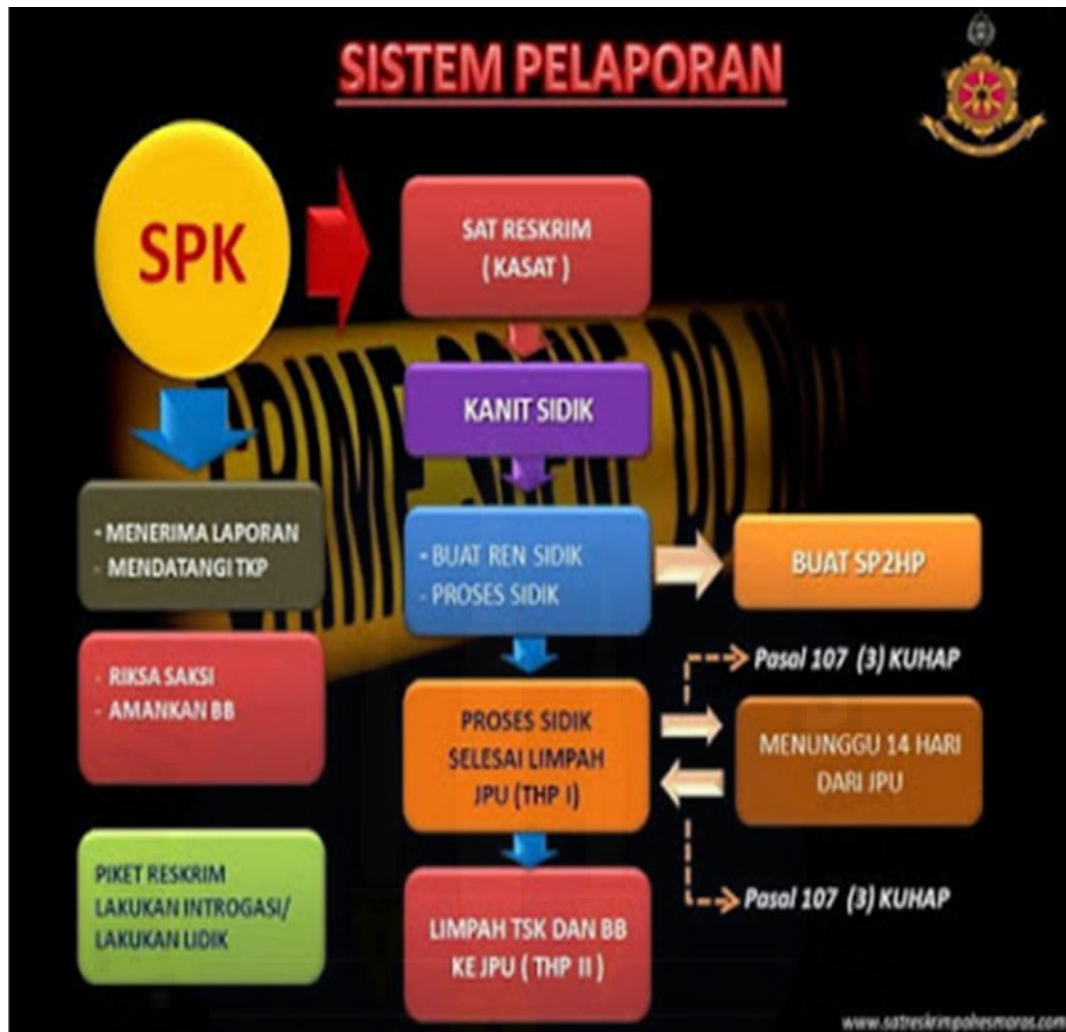 SISTEM PELAPORAN
SPK
SAT RESKRIM
( KASAT )
KANIT SIDIK
- MENERIMA LAPORAN
- MENDATANGI TKP
- BUAT REN SIDIK
- PROSES SIDIK
BUAT SP2HP
- RIKSA SAKSI
- AMANKAN BB
Pasal 107 (3) KUHAP
PROSES SIDIK
SELESAI LIMPAH
JPU (THP I)
MENUNGGU 14 HARI
DARI JPU
PIKET RESKRIM
LAKUKAN INTROGASI/
LAKUKAN LIDIK
Pasal 107 (3) KUHAP
LIMPAH TSK DAN BB
KE JPU ( THP II )